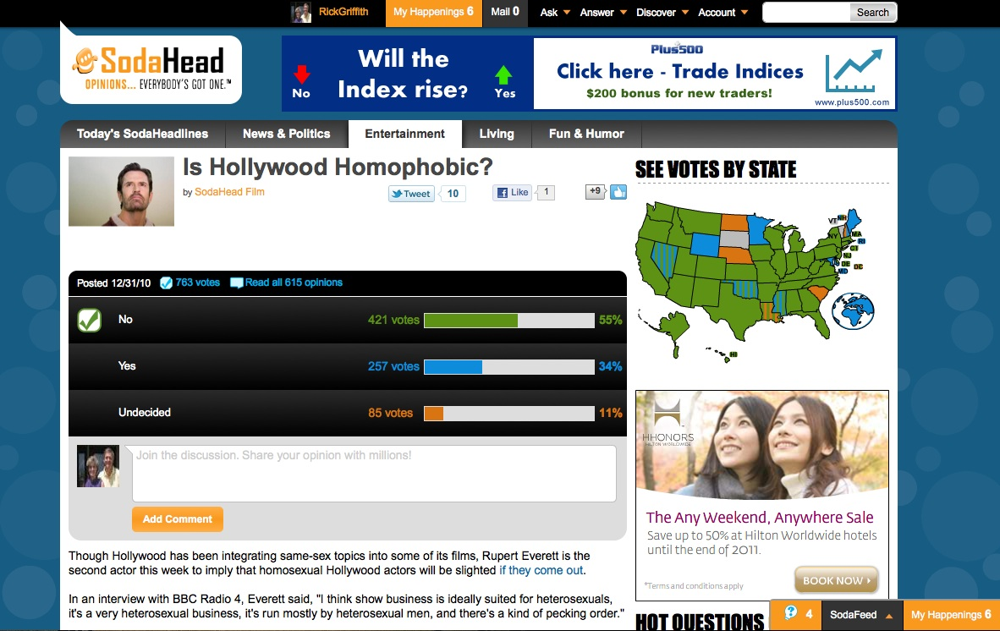 RickGriffith
My Happenings 6
Mail 0
Ask
Answer
Discover
Account
Search
SodaHead
OPINIONS... EVERYBODY'S GOT ONE.™
Will the
Index rise?
No
Yes
Plus500
Click here - Trade Indices
$200 bonus for new traders!
www.plus500.com
Today's SodaHeadlines
News & Politics
Entertainment
Living
Fun & Humor
Is Hollywood Homophobic?
by SodaHead Film
Tweet
10
Like
1
+9
Posted 12/31/10
763 votes
Read all 615 opinions
No
421 votes
55%
Yes
257 votes
34%
Undecided
85 votes
11%
Join the discussion. Share your opinion with millions!
Add Comment
Though Hollywood has been integrating same-sex topics into some of its films, Rupert Everett is the
second actor this week to imply that homosexual Hollywood actors will be slighted if they come out.
In an interview with BBC Radio 4, Everett said, "I think show business is ideally suited for heterosexuals,
it's a very heterosexual business, it's run mostly by heterosexual men, and there's a kind of pecking order."
SEE VOTES BY STATE
VT
NH
NY
MA
RI
CT
NJ
DE
DC
MD
HI
HHONORS
HILTON WORLDWIDE
The Any Weekend, Anywhere Sale
Save up to 50% at Hilton Worldwide hotels
until the end of 2011.
*Terms and conditions apply
BOOK NOW
HOT QUESTIONS
4
SodaFeed
My Happenings 6